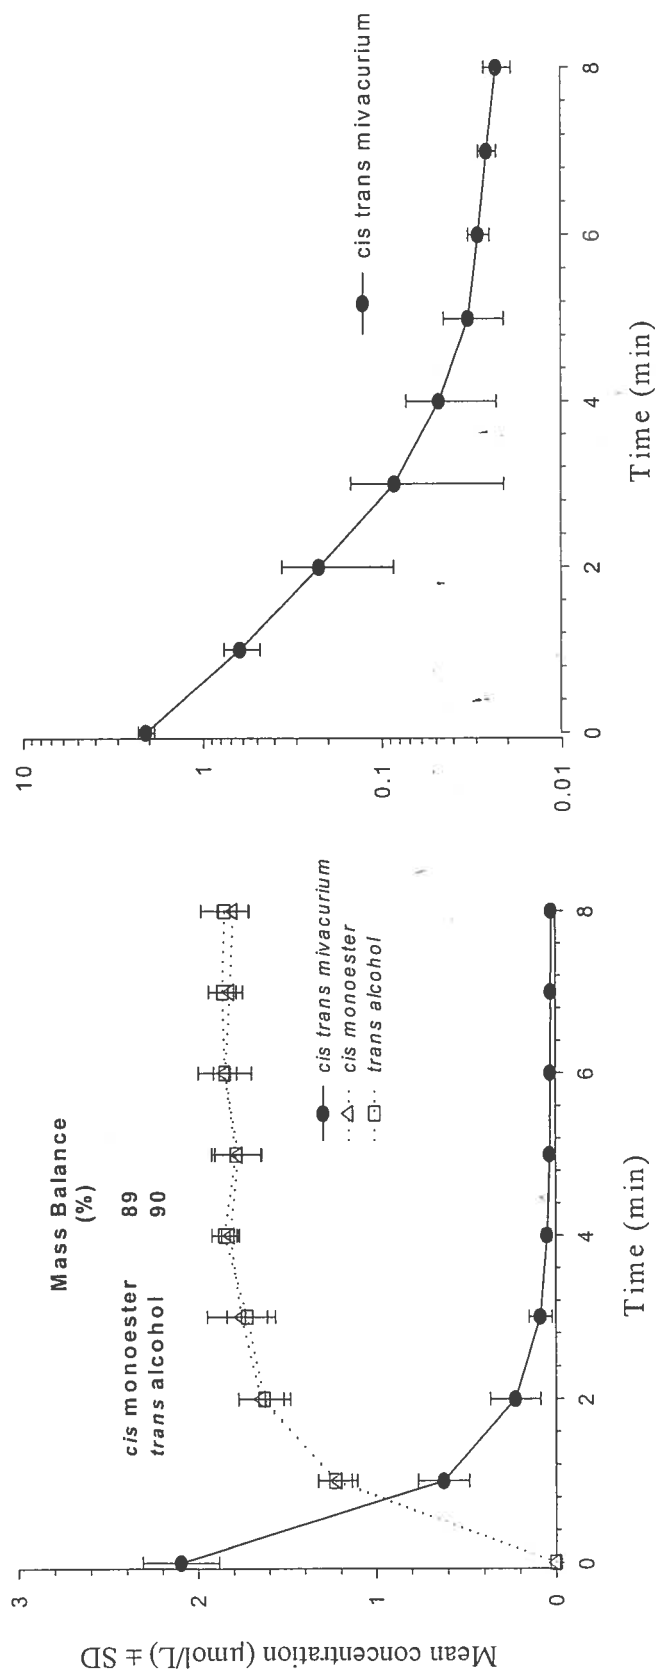 Mean concentration (µmol/L) ± SD
3
2
1
0
Mass Balance
(%)
cis monoester 89
trans alcohol 90
cis trans mivacurium
cis monoester
trans alcohol
0 2 4 6 8
Time (min)
10
1
0.1
0.01
cis trans mivacurium
0 2 4 6 8
Time (min)